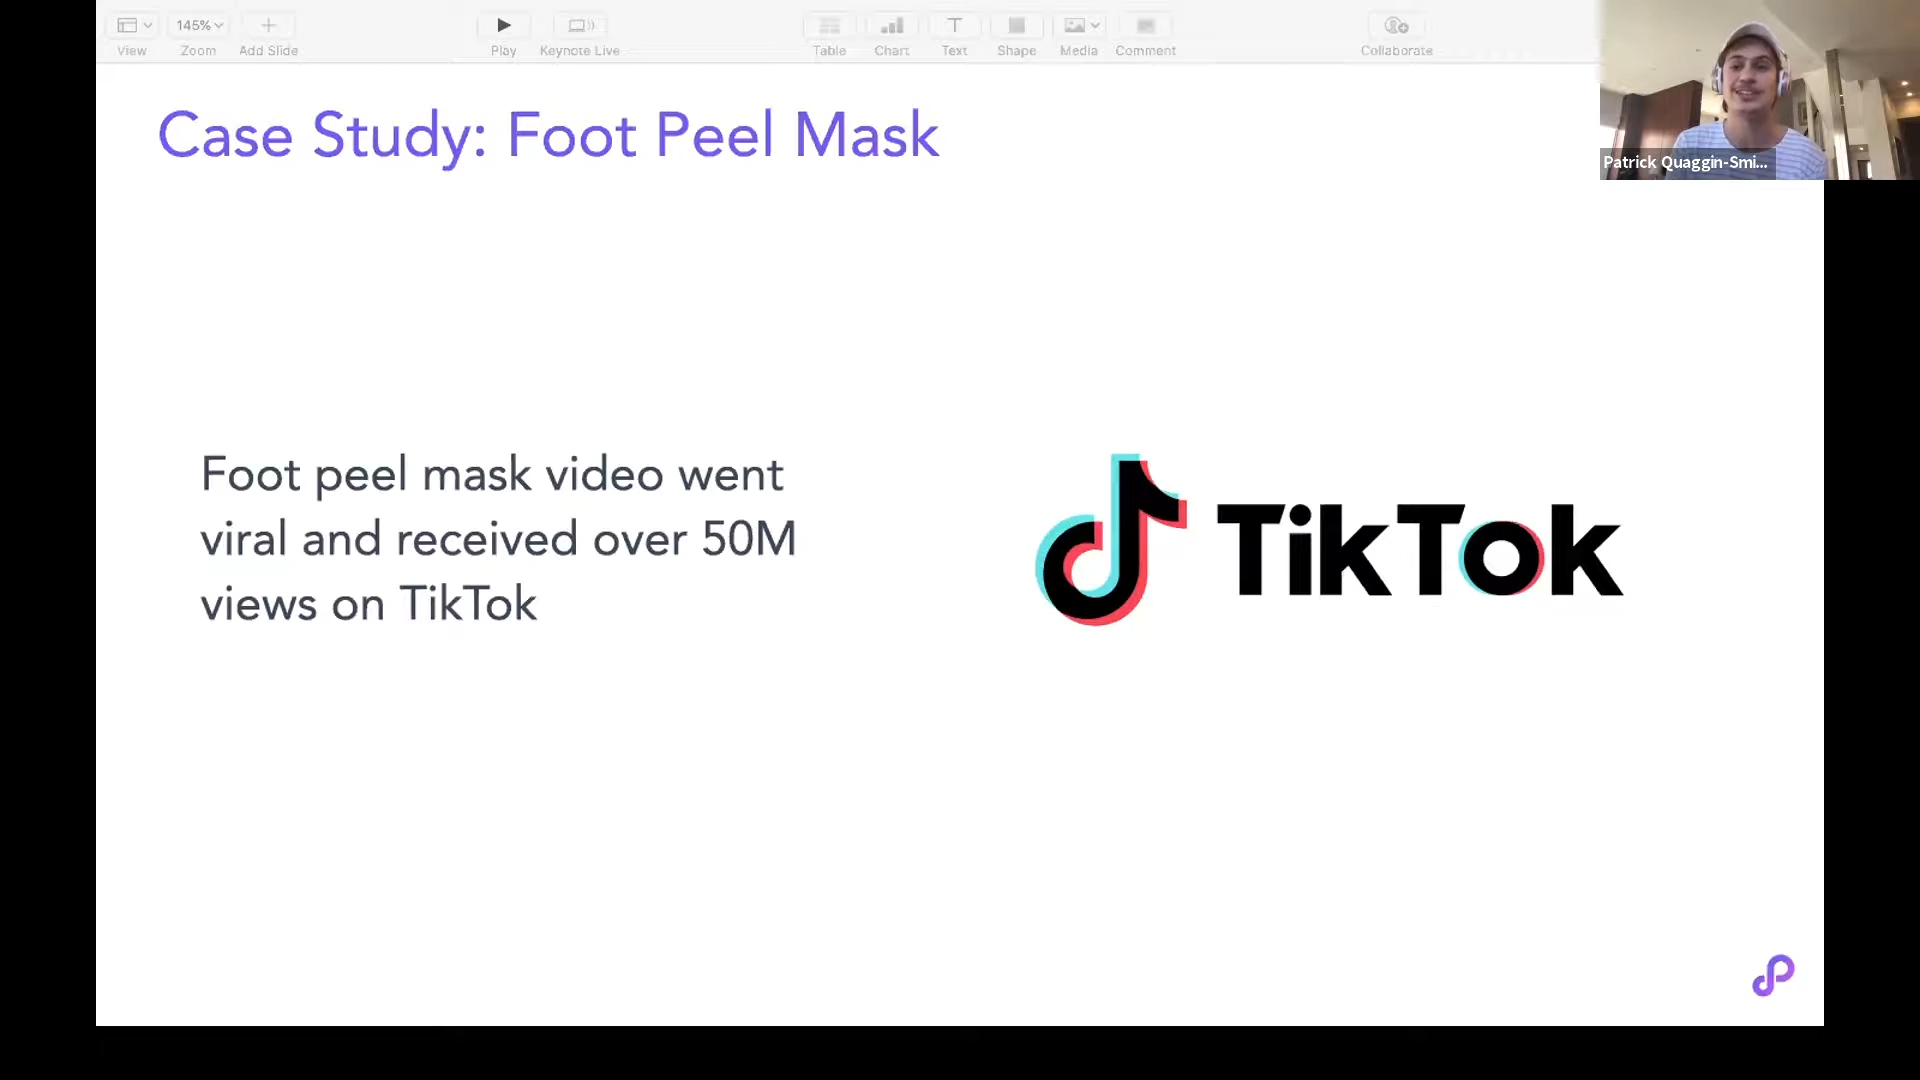 145%
View
Zoom
Add Slide
Play
Keynote Live
Table
Chart
Text
Shape
Media
Comment
Collaborate
Patrick Quaggin-Smi...
Case Study: Foot Peel Mask
Foot peel mask video went
viral and received over 50M
views on TikTok
TikTok